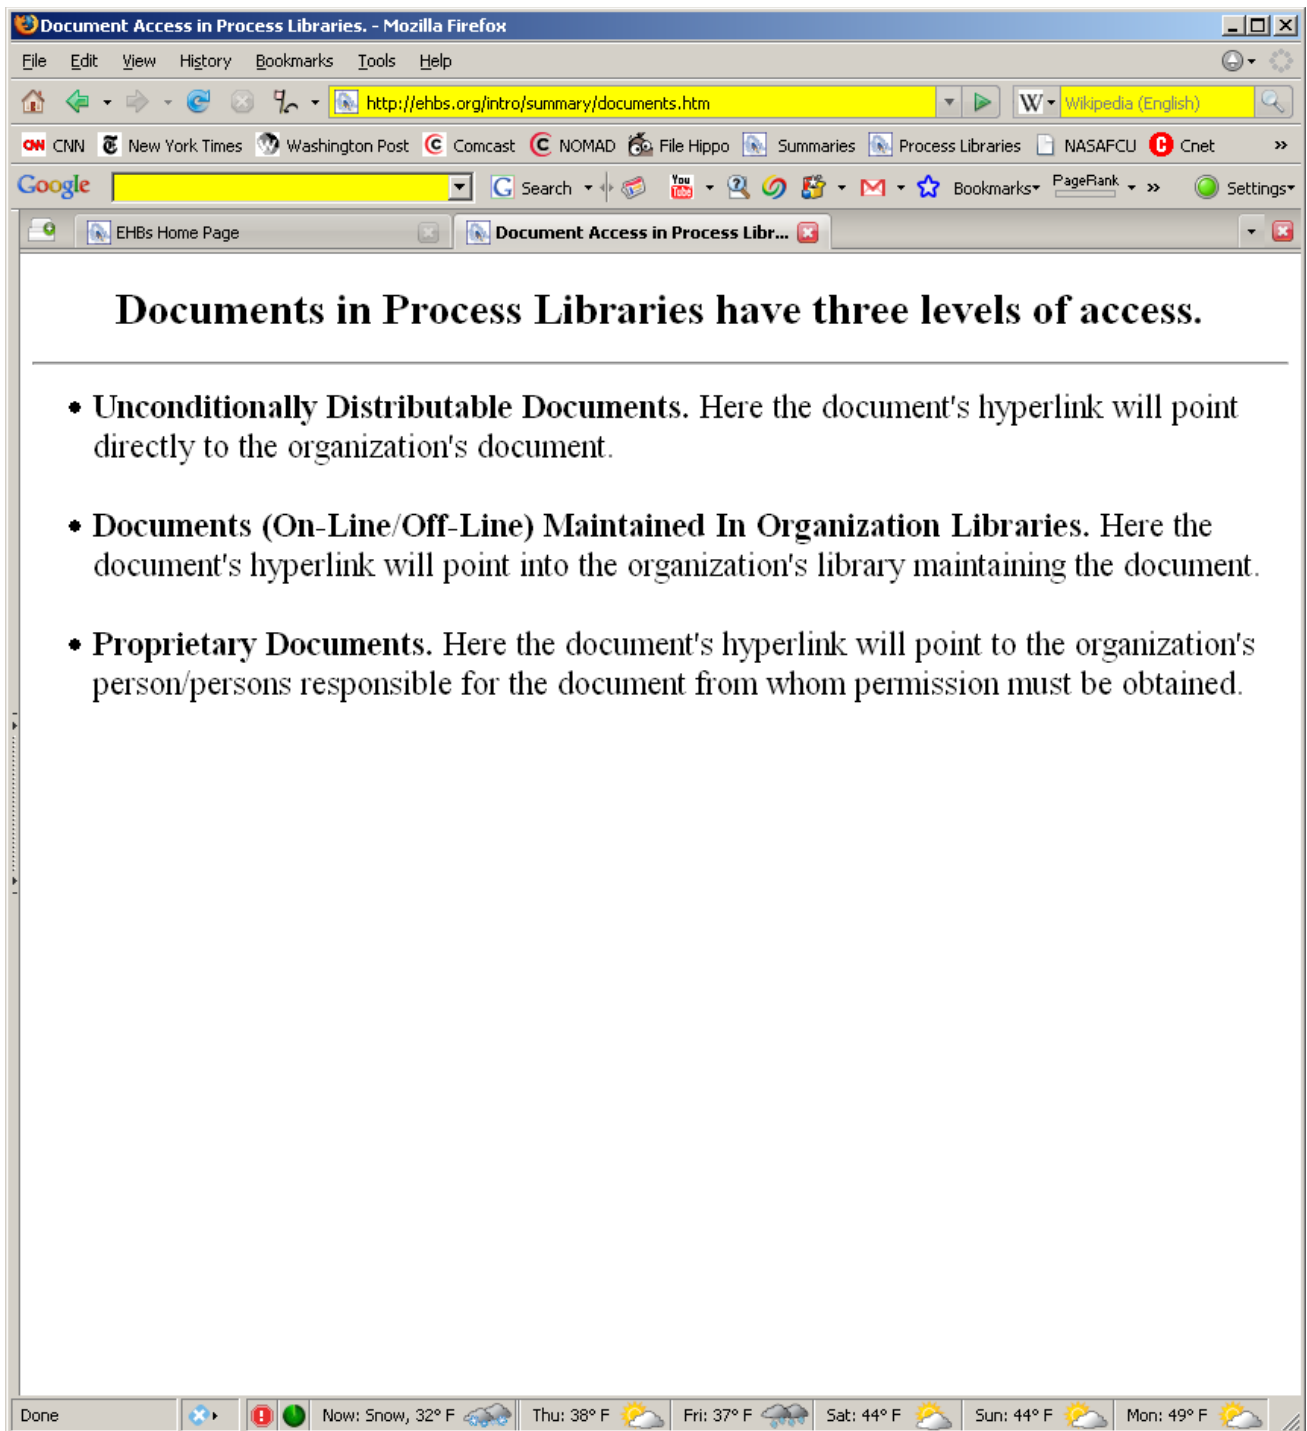 Document Access in Process Libraries. - Mozilla Firefox
File Edit View History Bookmarks Tools Help
http://ehbs.org/intro/summary/documents.htm W Wikipedia (English)
CNN CNN New York Times Washington Post C Comcast C NOMAD File Hippo Summaries Process Libraries NASAFCU C Cnet »
Google G Search You Tube M Bookmarks PageRank » Settings
EHBs Home Page Document Access in Process Libr...
Documents in Process Libraries have three levels of access.
• Unconditionally Distributable Documents. Here the document's hyperlink will point
directly to the organization's document.
• Documents (On-Line/Off-Line) Maintained In Organization Libraries. Here the
document's hyperlink will point into the organization's library maintaining the document.
• Proprietary Documents. Here the document's hyperlink will point to the organization's
person/persons responsible for the document from whom permission must be obtained.
Done Now: Snow, 32° F Thu: 38° F Fri: 37° F Sat: 44° F Sun: 44° F Mon: 49° F